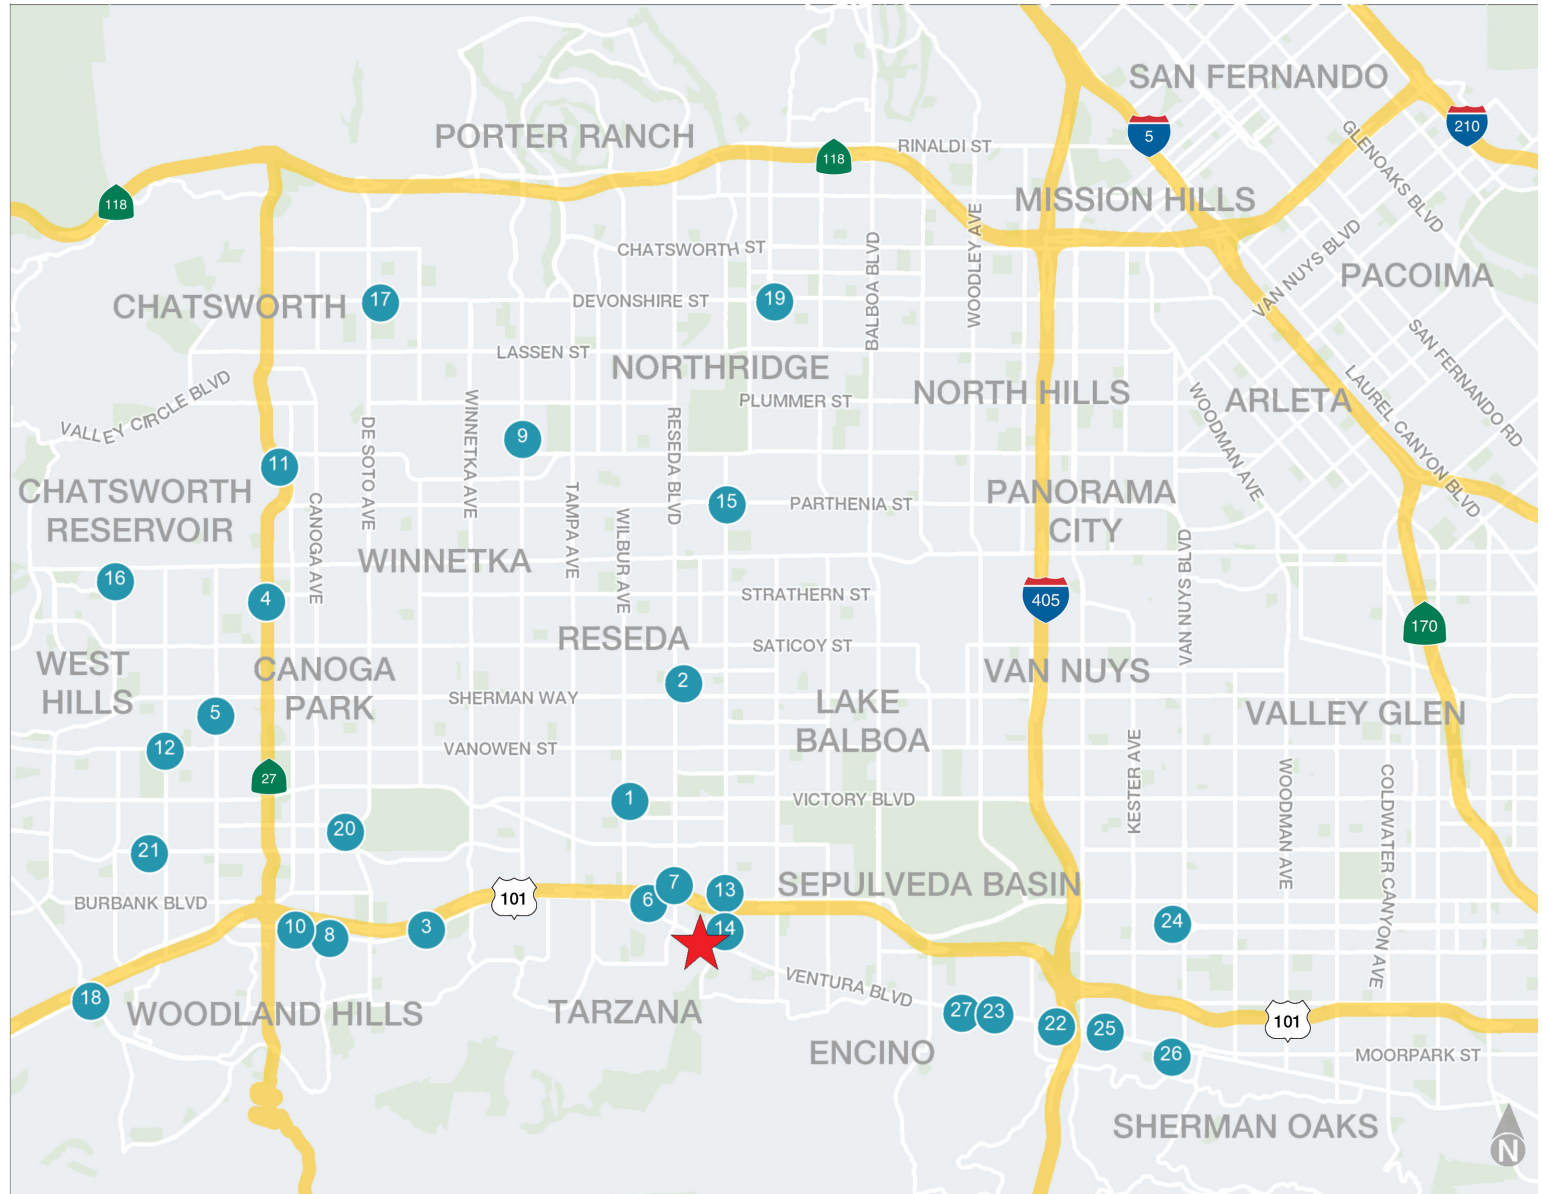 SAN FERNANDO
5
210
PORTER RANCH
118
RINALDI ST
GLENOAKS BLVD
118
MISSION HILLS
WOODLEY AVE
VAN NUYS BLVD
CHATSWORTH ST
BALBOA BLVD
PACOIMA
CHATSWORTH
17
DEVONSHIRE ST
19
SAN FERNANDO RD
LASSEN ST
NORTHRIDGE
NORTH HILLS
ARLETA
LAUREL CANYON BLVD
VALLEY CIRCLE BLVD
PLUMMER ST
WOODMAN AVE
WINNETKA AVE
DE SOTO AVE
RESEDA BLVD
9
11
CHATSWORTH
RESERVOIR
CANOGA AVE
TAMPA AVE
WILBUR AVE
15
PARTHENIA ST
PANORAMA
CITY
WINNETKA
VAN NUYS BLVD
16
4
STRATHERN ST
405
170
RESEDA
SATICOY ST
WEST
HILLS
CANOGA
PARK
2
VAN NUYS
SHERMAN WAY
LAKE
BALBOA
VALLEY GLEN
5
12
VANOWEN ST
KESTER AVE
27
1
VICTORY BLVD
WOODMAN AVE
COLDWATER CANYON AVE
20
21
BURBANK BLVD
101
7
6
13
SEPULVEDA BASIN
10
8
3
14
24
18
WOODLAND HILLS
TARZANA
VENTURA BLVD
27
23
22
25
101
26
ENCINO
MOORPARK ST
SHERMAN OAKS
N